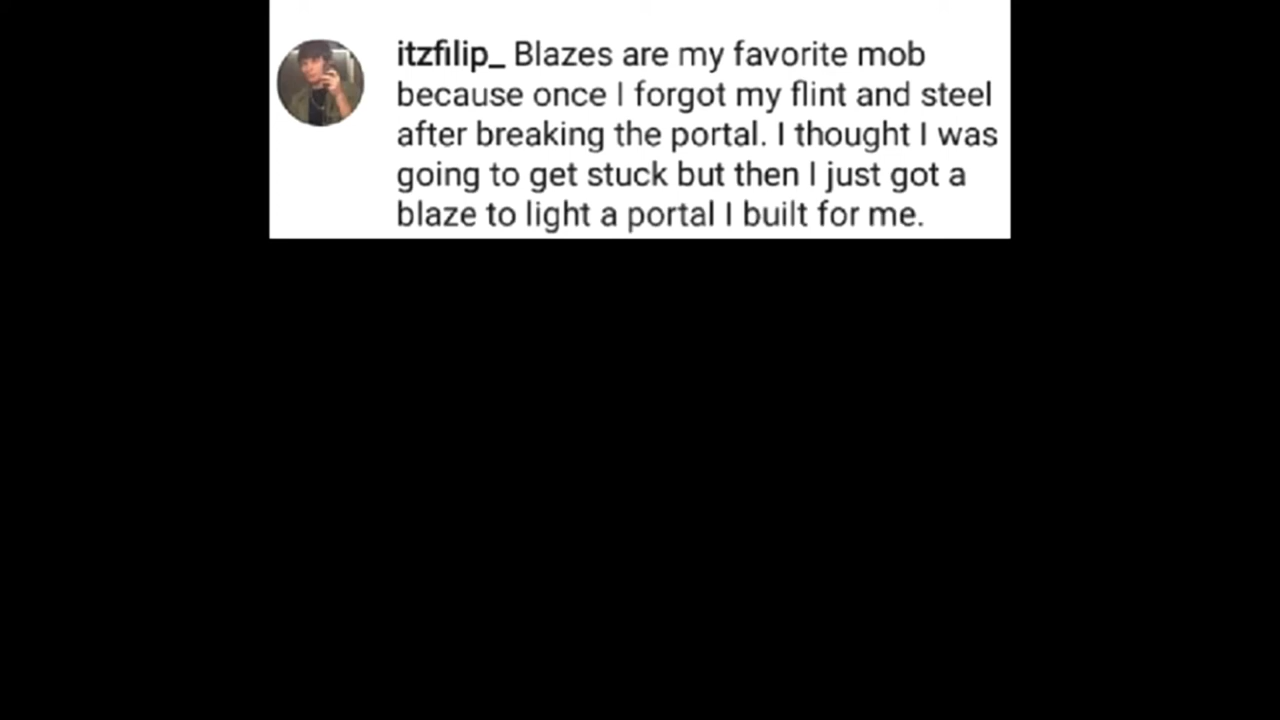 itzfilip_ Blazes are my favorite mob
because once I forgot my flint and steel
after breaking the portal. I thought I was
going to get stuck but then I just got a
blaze to light a portal I built for me.